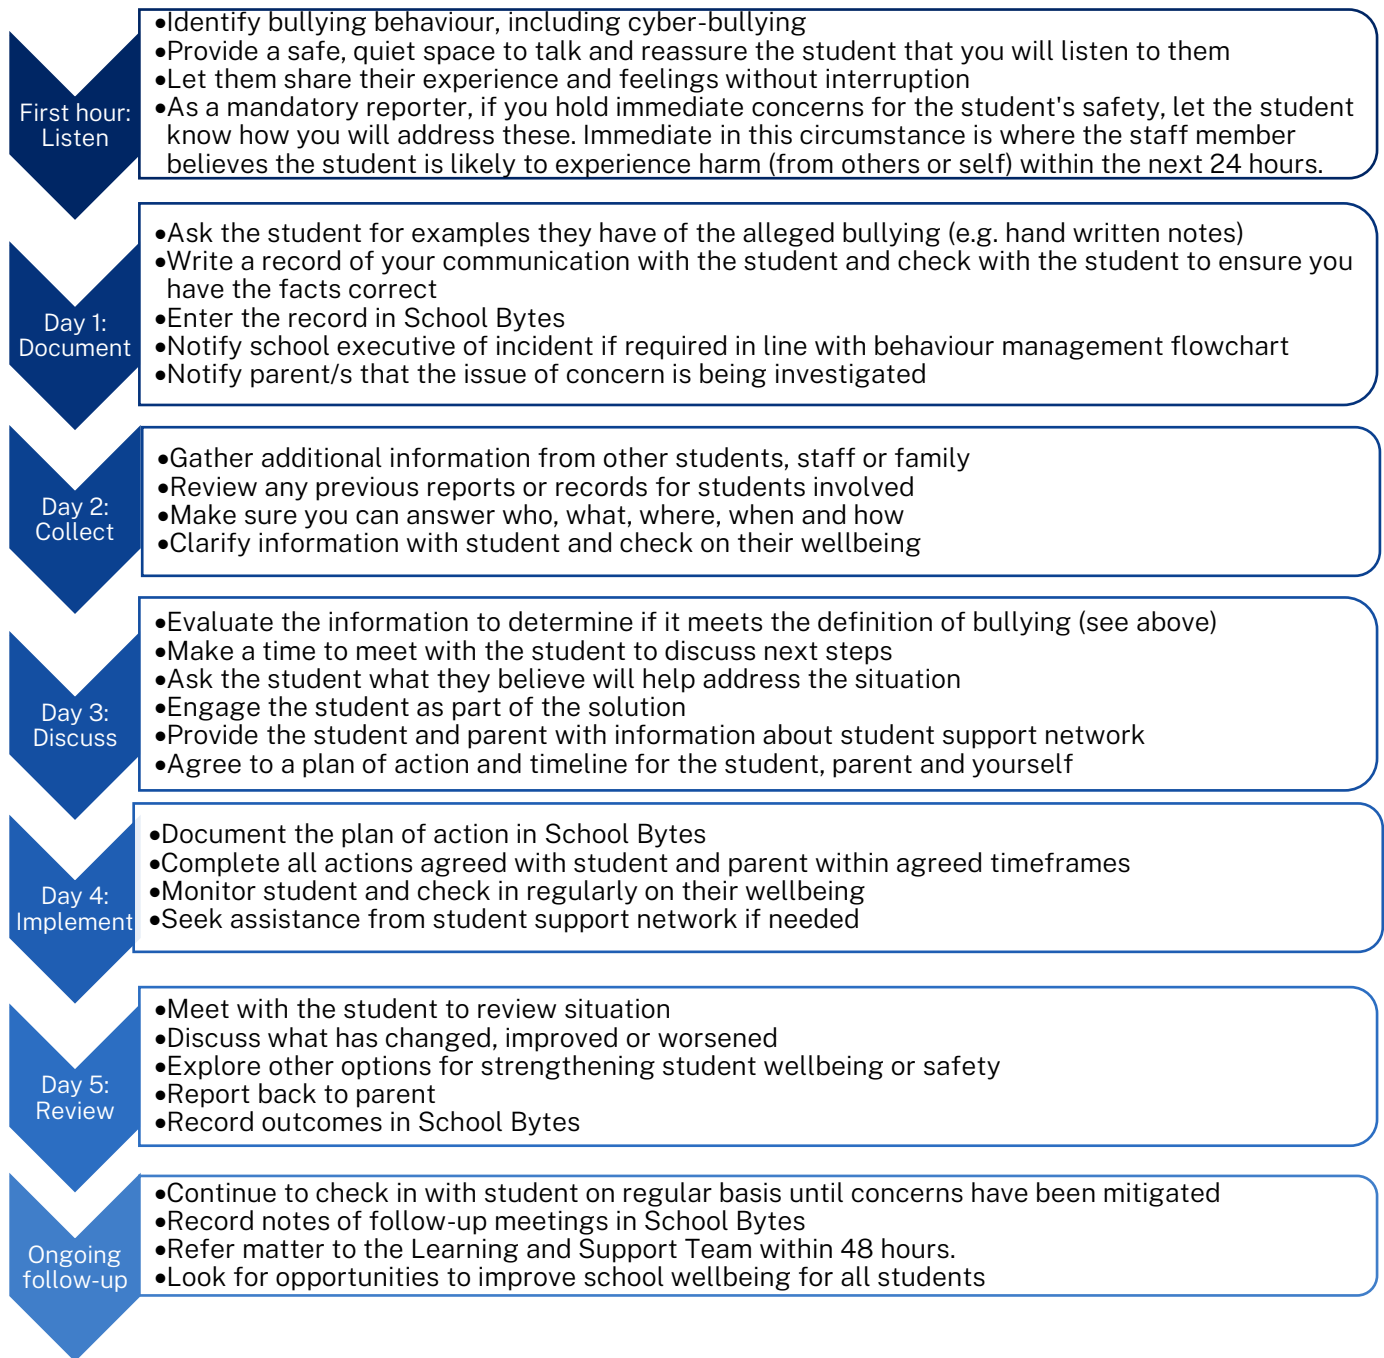 First hour:
Listen
•Identify bullying behaviour, including cyber-bullying
•Provide a safe, quiet space to talk and reassure the student that you will listen to them
•Let them share their experience and feelings without interruption
•As a mandatory reporter, if you hold immediate concerns for the student's safety, let the student
know how you will address these. Immediate in this circumstance is where the staff member
believes the student is likely to experience harm (from others or self) within the next 24 hours.
Day 1:
Document
•Ask the student for examples they have of the alleged bullying (e.g. hand written notes)
•Write a record of your communication with the student and check with the student to ensure you
have the facts correct
•Enter the record in School Bytes
•Notify school executive of incident if required in line with behaviour management flowchart
•Notify parent/s that the issue of concern is being investigated
Day 2:
Collect
•Gather additional information from other students, staff or family
•Review any previous reports or records for students involved
•Make sure you can answer who, what, where, when and how
•Clarify information with student and check on their wellbeing
Day 3:
Discuss
•Evaluate the information to determine if it meets the definition of bullying (see above)
•Make a time to meet with the student to discuss next steps
•Ask the student what they believe will help address the situation
•Engage the student as part of the solution
•Provide the student and parent with information about student support network
•Agree to a plan of action and timeline for the student, parent and yourself
Day 4:
Implement
•Document the plan of action in School Bytes
•Complete all actions agreed with student and parent within agreed timeframes
•Monitor student and check in regularly on their wellbeing
•Seek assistance from student support network if needed
Day 5:
Review
•Meet with the student to review situation
•Discuss what has changed, improved or worsened
•Explore other options for strengthening student wellbeing or safety
•Report back to parent
•Record outcomes in School Bytes
Ongoing
follow-up
•Continue to check in with student on regular basis until concerns have been mitigated
•Record notes of follow-up meetings in School Bytes
•Refer matter to the Learning and Support Team within 48 hours.
•Look for opportunities to improve school wellbeing for all students